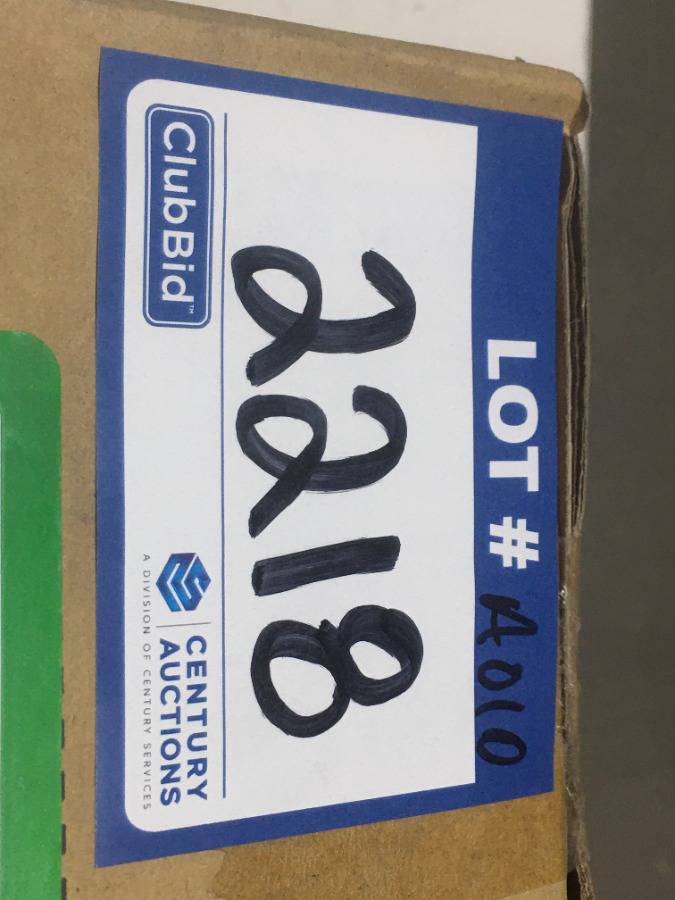 LOT # A010
2218
ClubBid™
CENTURY
AUCTIONS
A DIVISION OF CENTURY SERVICES